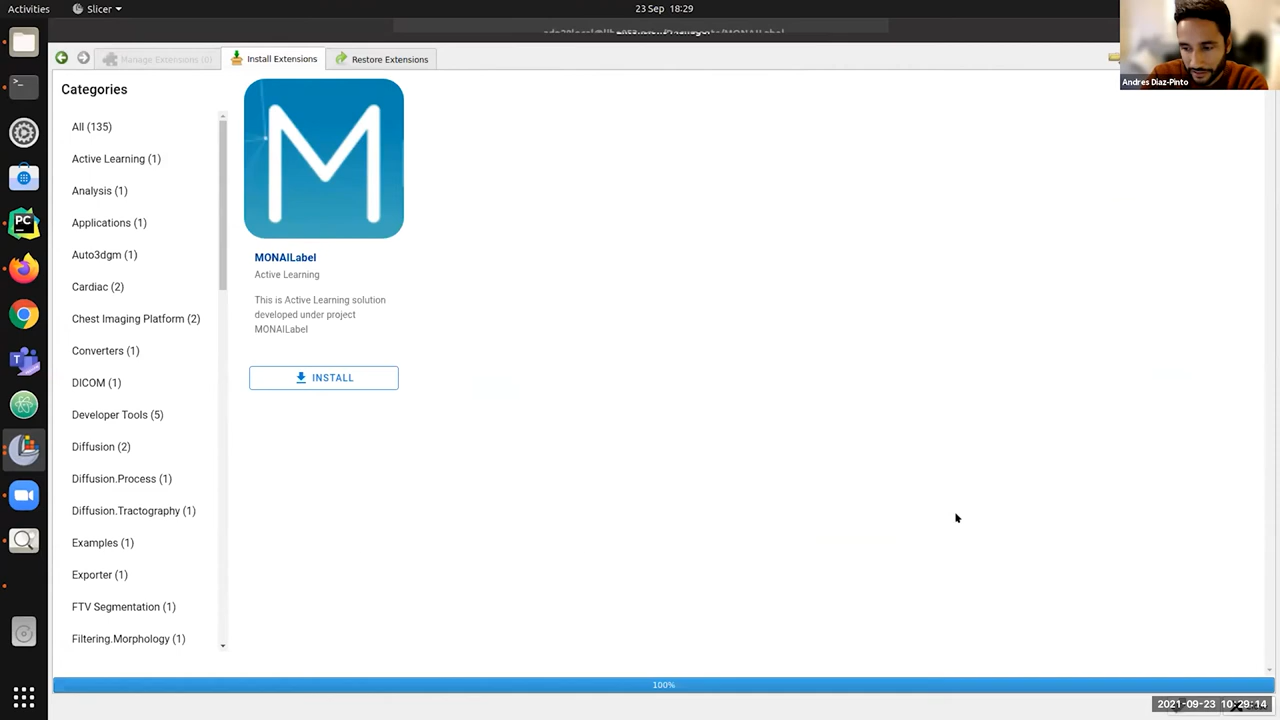 Activities
Slicer
23 Sep 18:29
Manage Extensions (0)
Install Extensions
Restore Extensions
Andres Diaz-Pinto
Categories
All (135)
Active Learning (1)
Analysis (1)
Applications (1)
Auto3dgm (1)
Cardiac (2)
Chest Imaging Platform (2)
Converters (1)
DICOM (1)
Developer Tools (5)
Diffusion (2)
Diffusion.Process (1)
Diffusion.Tractography (1)
Examples (1)
Exporter (1)
FTV Segmentation (1)
Filtering.Morphology (1)
M
MONAILabel
Active Learning
This is Active Learning solution
developed under project
MONAILabel
INSTALL
PC
100%
2021-09-23 10:29:14